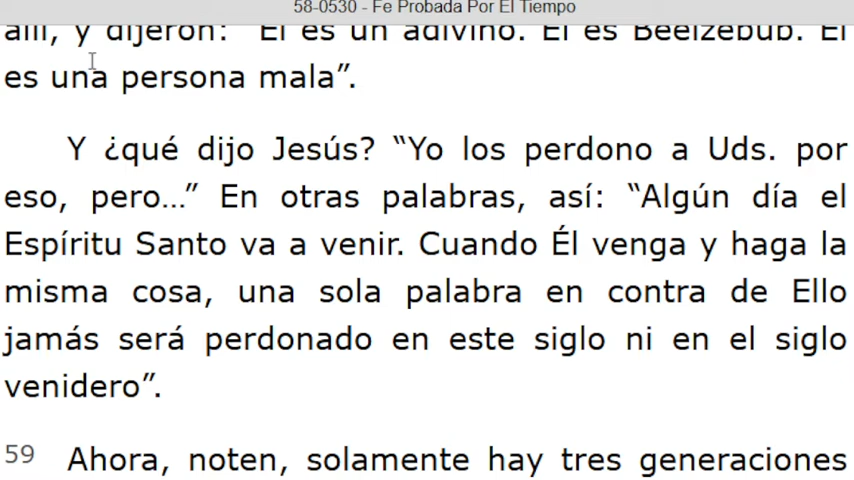 58-0530 - Fe Probada Por El Tiempo
allí, y dijeron: “Él es un adivino. Él es Beelzebub. Él
es una persona mala”.
Y ¿qué dijo Jesús? “Yo los perdono a Uds. por
eso, pero…” En otras palabras, así: “Algún día el
Espíritu Santo va a venir. Cuando Él venga y haga la
misma cosa, una sola palabra en contra de Ello
jamás será perdonado en este siglo ni en el siglo
venidero”.
59 Ahora, noten, solamente hay tres generaciones